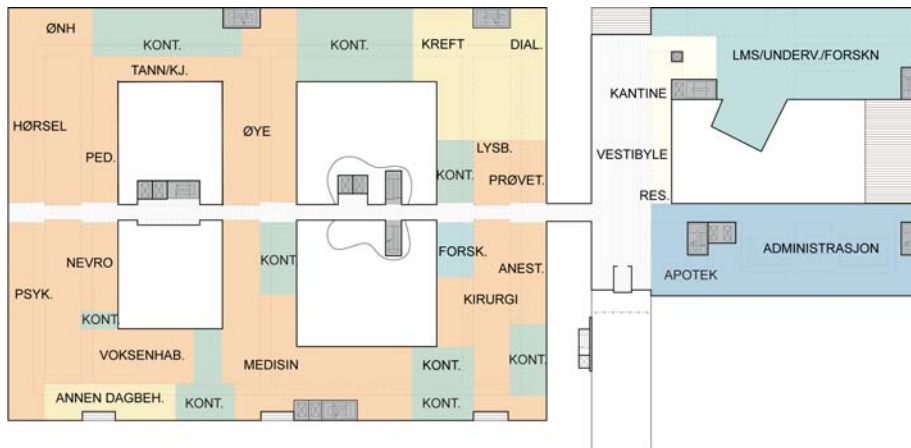 ØNH
KONT.
KONT.
KREFT
DIAL.
LMS/UNDERV./FORSKN
TANN/KJ.
KANTINE
HØRSEL
ØYE
PED.
LYSB.
VESTIBYLE
KONT.
PRØVET.
RES.
NEVRO
KONT.
FORSK.
ANEST.
ADMINISTRASJON
APOTEK
PSYK.
KIRURGI
KONT.
VOKSENHAB.
MEDISIN
KONT.
KONT.
ANNEN DAGBEH.
KONT.
KONT.